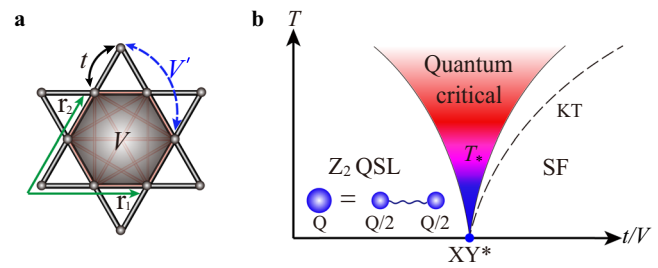 a
t
V'
r₂
V
r₁
b
T
Quantum
critical
KT
T*
Z₂ QSL
SF
=
Q
Q/2
Q/2
XY*
t/V